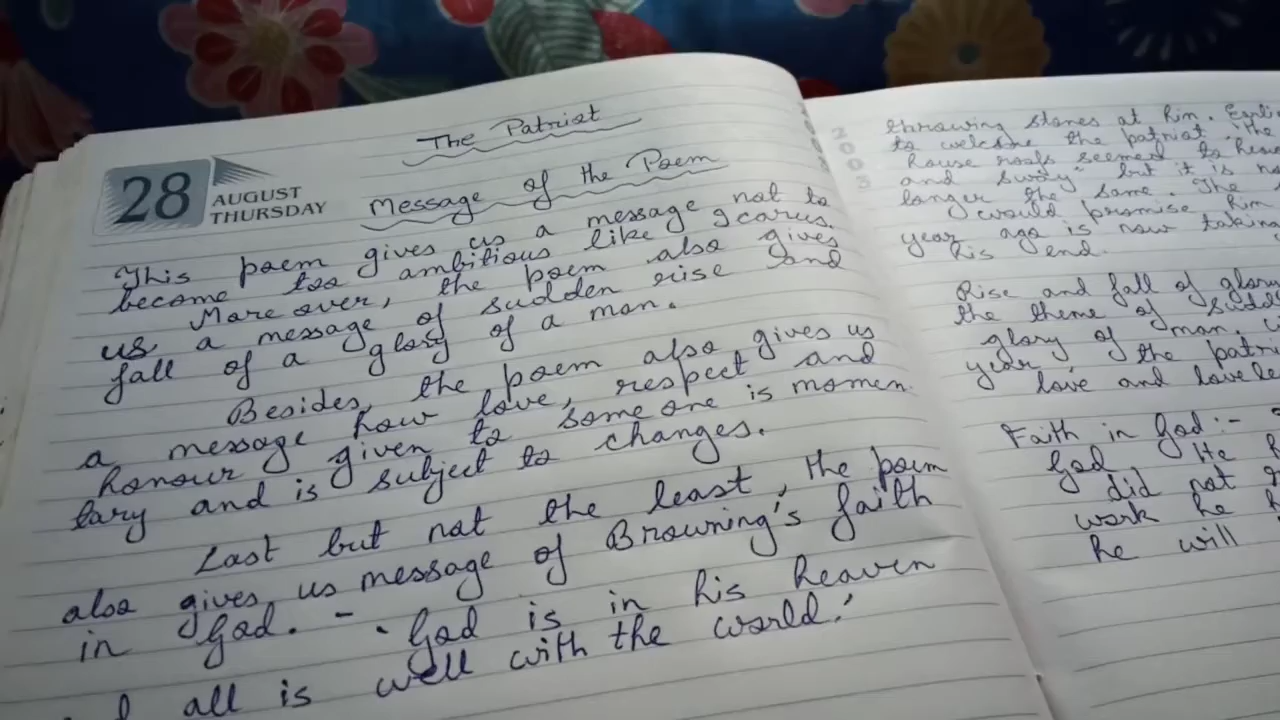 The Patriot
28 AUGUST
THURSDAY
Message of the Poem
This poem gives us a message not to
become too ambitious like Icarus.
More over, the poem also gives
us a message of sudden rise and
fall of a glory of a man.
Besides, the poem also gives us
a message how love, respect and
honour given to some one is momen
tary and is subject to changes.
Last but not the least, the poem
also gives us message of Browning's faith
in God. - God is in his heaven
all is well with the world.'
2003
throwing stones at him.
to welcome the patriot. The
house roofs seemed to
and sway" but it is
longer the same. The
would promise him
year ago is now taking
his end.
Rise and fall of glory
the theme of
glory of man.
year the
love and
Faith in God:-
God He
did not
work he
he will